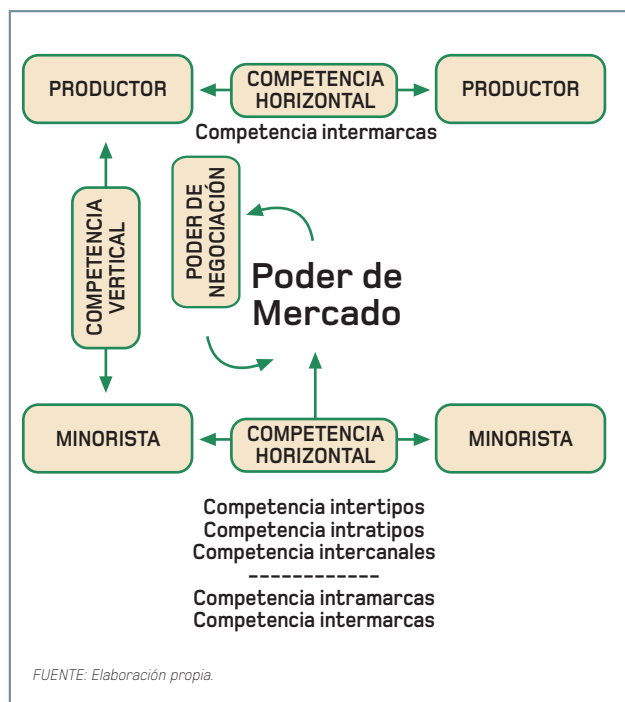 PRODUCTOR
COMPETENCIA
HORIZONTAL
PRODUCTOR
Competencia intermarcas
COMPETENCIA
VERTICAL
PODER DE
NEGOCIACIÓN
Poder de
Mercado
MINORISTA
COMPETENCIA
HORIZONTAL
MINORISTA
Competencia intertipos
Competencia intratipos
Competencia intercanales
-------------
Competencia intramarcas
Competencia intermarcas
FUENTE: Elaboración propia.